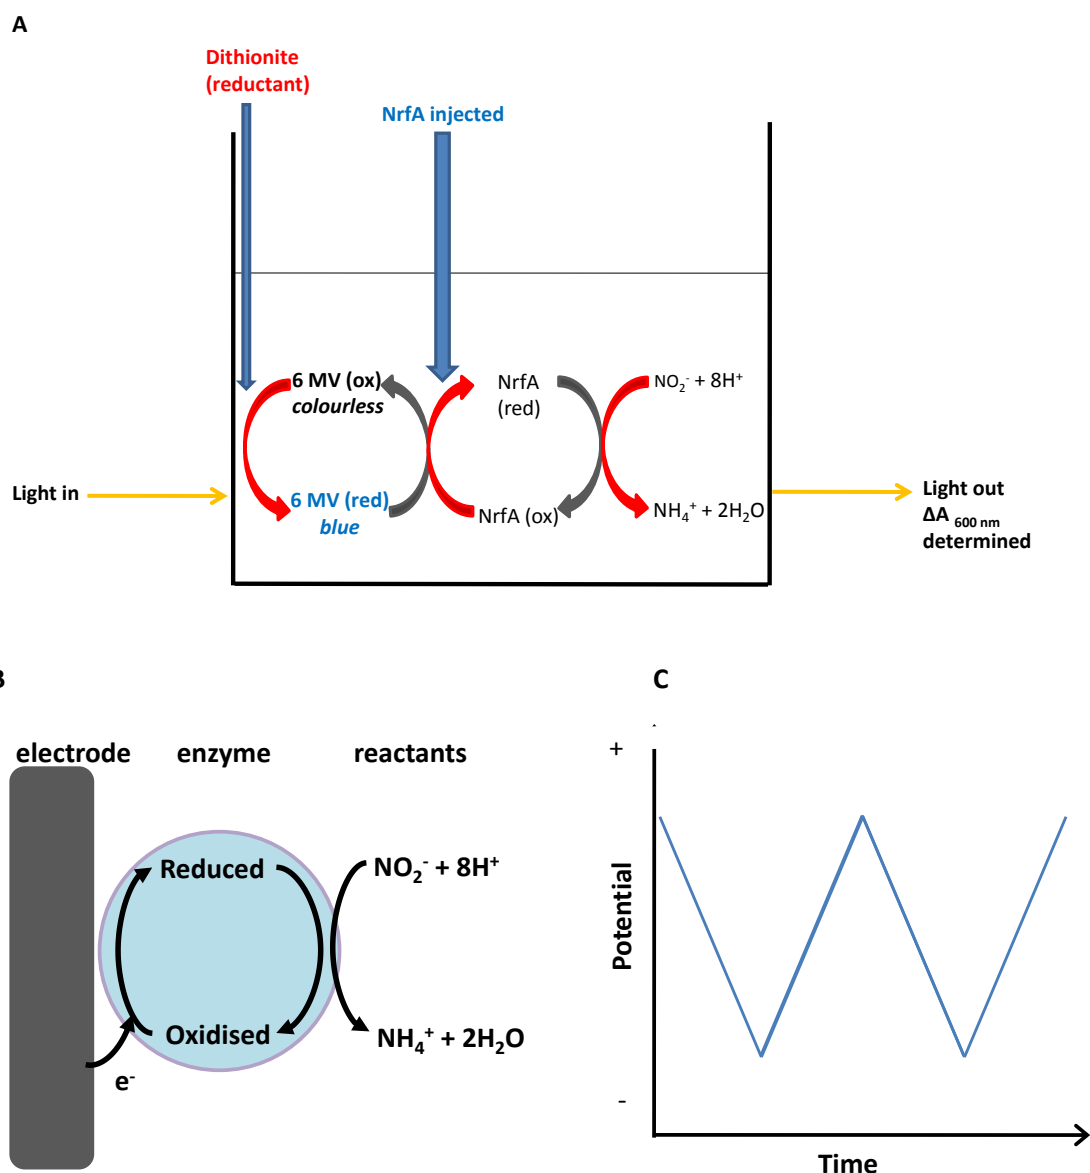 A
Dithionite
(reductant)
NrfA injected
6 MV (ox)
colourless
NrfA
(red)
NO₂⁻ + 8H⁺
Light in
6 MV (red)
blue
NrfA (ox)
NH₄⁺ + 2H₂O
Light out
ΔA 600 nm
determined
B
C
electrode
enzyme
reactants
Reduced
NO₂⁻ + 8H⁺
Oxidised
NH₄⁺ + 2H₂O
e⁻
+
Potential
-
Time